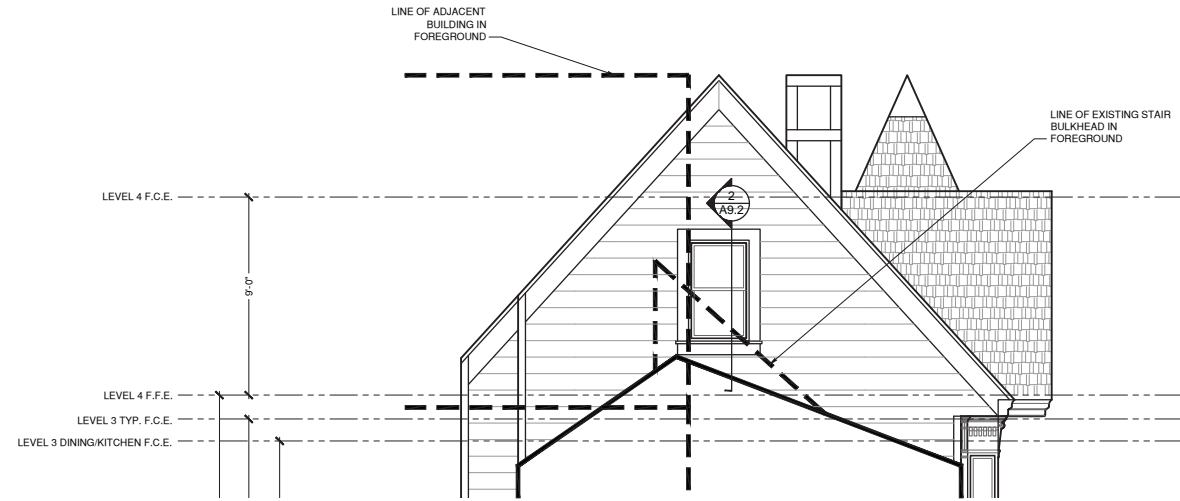 LINE OF ADJACENT
BUILDING IN
FOREGROUND
LINE OF EXISTING STAIR
BULKHEAD IN
FOREGROUND
LEVEL 4 F.C.E.
2
A9.2
9'-0"
LEVEL 4 F.F.E.
LEVEL 3 TYP. F.C.E.
LEVEL 3 DINING/KITCHEN F.C.E.